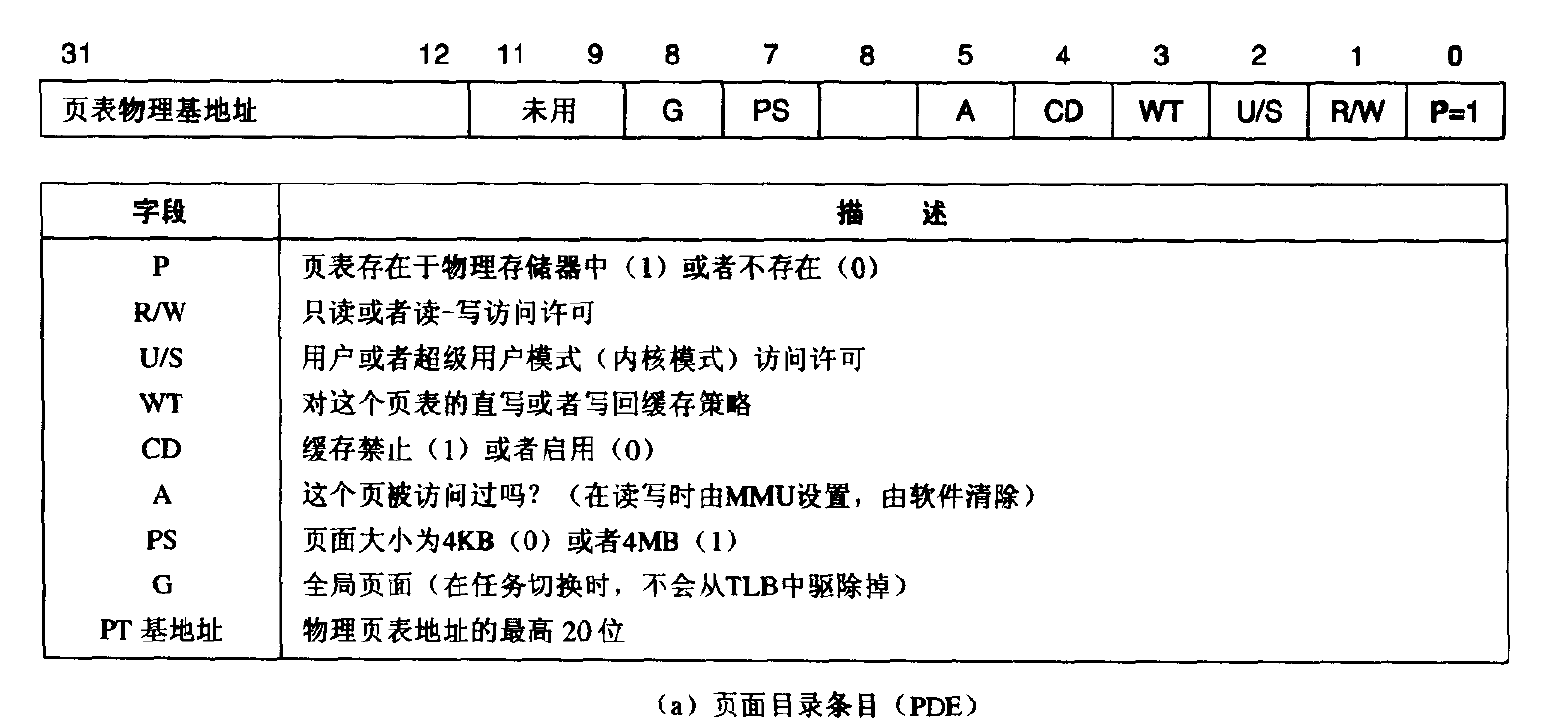 31 12 11 9 8 7 8 5 4 3 2 1 0
页表物理基地址 未用 G PS A CD WT U/S R/W P=1
字段 描 述
P 页表存在于物理存储器中（1）或者不存在（0）
R/W 只读或者读-写访问许可
U/S 用户或者超级用户模式（内核模式）访问许可
WT 对这个页表的直写或者写回缓存策略
CD 缓存禁止（1）或者启用（0）
A 这个页被访问过吗？（在读写时由MMU设置，由软件清除）
PS 页面大小为4KB（0）或者4MB（1）
G 全局页面（在任务切换时，不会从TLB中驱除掉）
PT 基地址 物理页表地址的最高 20 位
（a）页面目录条目（PDE）